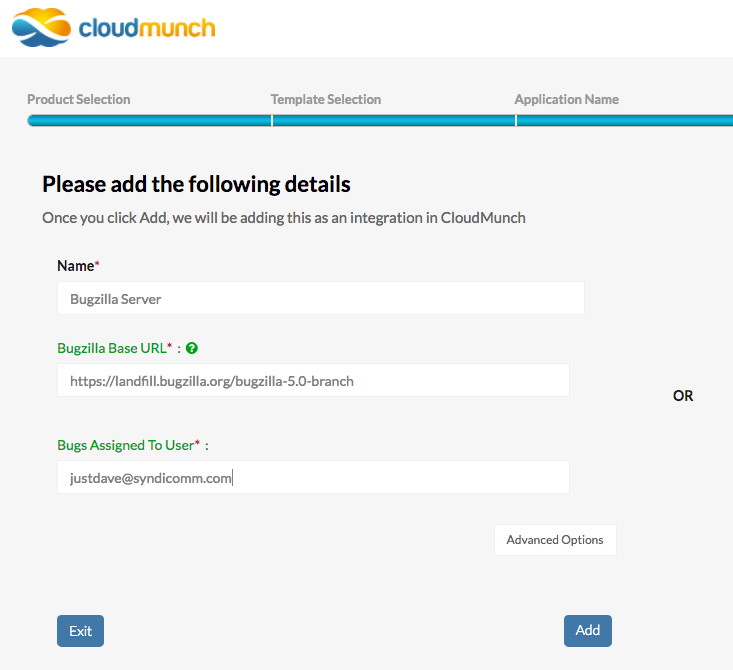 cloudmunch
Product Selection Template Selection Application Name
Please add the following details
Once you click Add, we will be adding this as an integration in CloudMunch
Name*
Bugzilla Server
Bugzilla Base URL* : ?
https://landfill.bugzilla.org/bugzilla-5.0-branch
OR
Bugs Assigned To User* :
justdave@syndicomm.com
Advanced Options
Exit Add